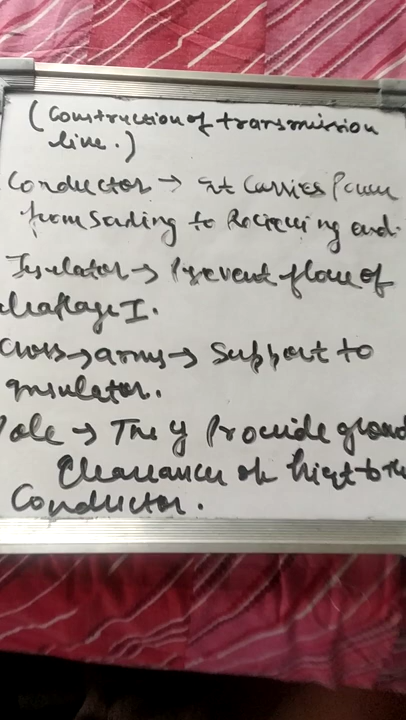 (Construction of transmission
line.)
Conductor → It Carries Power
from Sending to Recieving end.
Insulator → Prevent flow of
leakage I.
Cross → arms → Support to
insulator.
Pole → They Provide ground
Clearance or hight to the
Conductor.